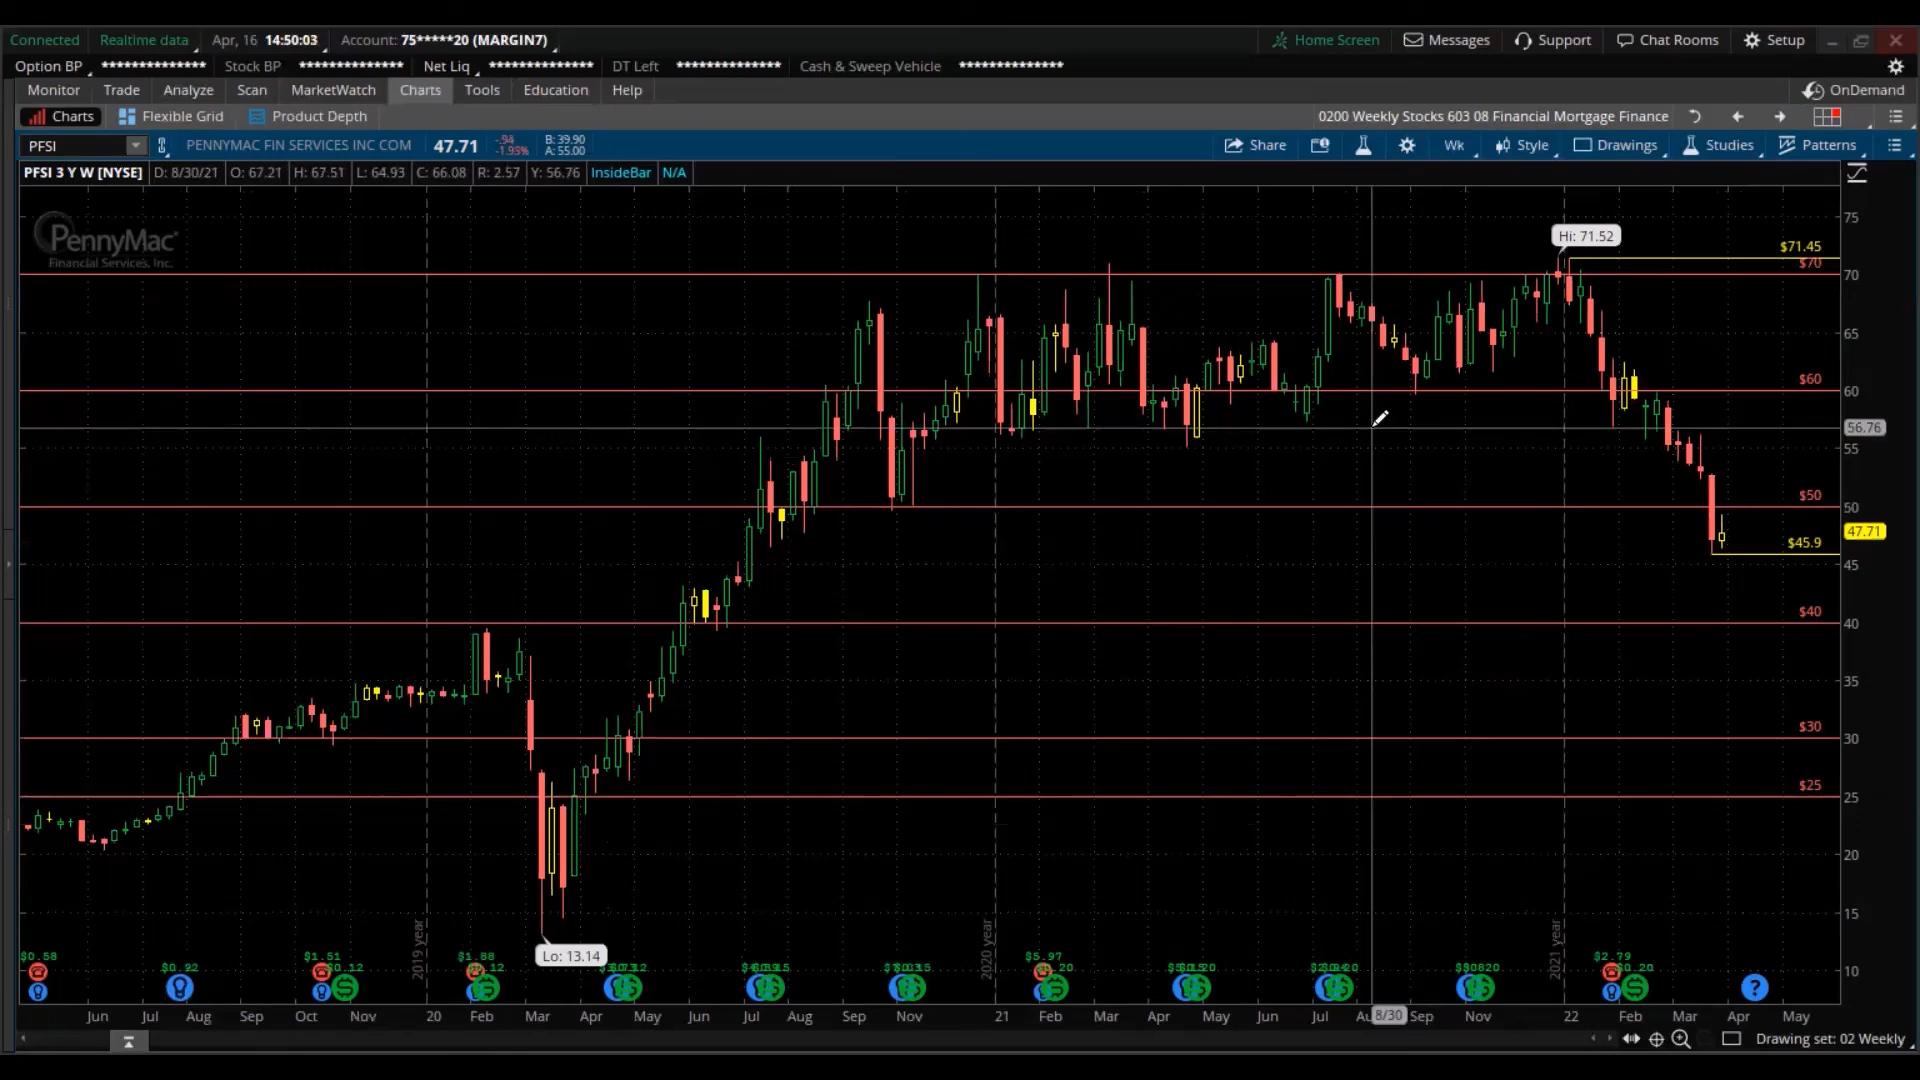 Connected Realtime data Apr, 16 14:50:03 Account: 75*****20 (MARGIN7) Home Screen Messages Support Chat Rooms Setup
Option BP ************** Stock BP ************** Net Liq ************** DT Left ************** Cash & Sweep Vehicle **************
Monitor Trade Analyze Scan MarketWatch Charts Tools Education Help OnDemand
Charts Flexible Grid Product Depth 0200 Weekly Stocks 603 08 Financial Mortgage Finance
PFSI PENNYMAC FIN SERVICES INC COM 47.71 -.94 -1.93% B: 39.90 A: 55.00 Share Wk Style Drawings Studies Patterns
PFSI 3 Y W [NYSE] D: 8/30/21 O: 67.21 H: 67.51 L: 64.93 C: 66.08 R: 2.57 Y: 56.76 InsideBar N/A
PennyMac
Financial Services, Inc.
75
Hi: 71.52
$71.45
$70
70
65
$60
60
56.76
55
$50
50
47.71
$45.9
45
$40
40
35
$30
30
$25
25
20
15
2019 year 2020 year 2021 year
Lo: 13.14
$0.58 $0.92 $1.51 $0.12 $1.88 $5.97 $2.79
10
Jun Jul Aug Sep Oct Nov 20 Feb Mar Apr May Jun Jul Aug Sep Nov 21 Feb Mar Apr May Jun Jul 8/30 Sep Nov 22 Feb Mar Apr May
Drawing set: 02 Weekly